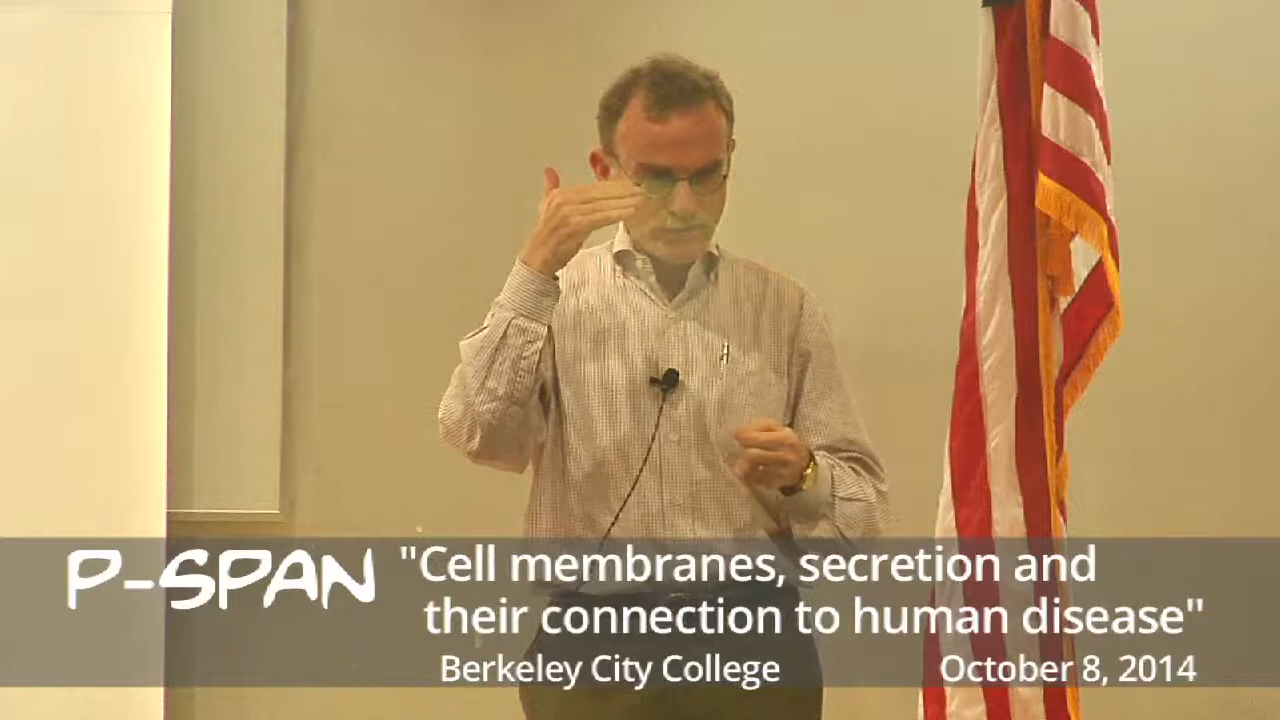 P-SPAN
"Cell membranes, secretion and
their connection to human disease"
Berkeley City College
October 8, 2014